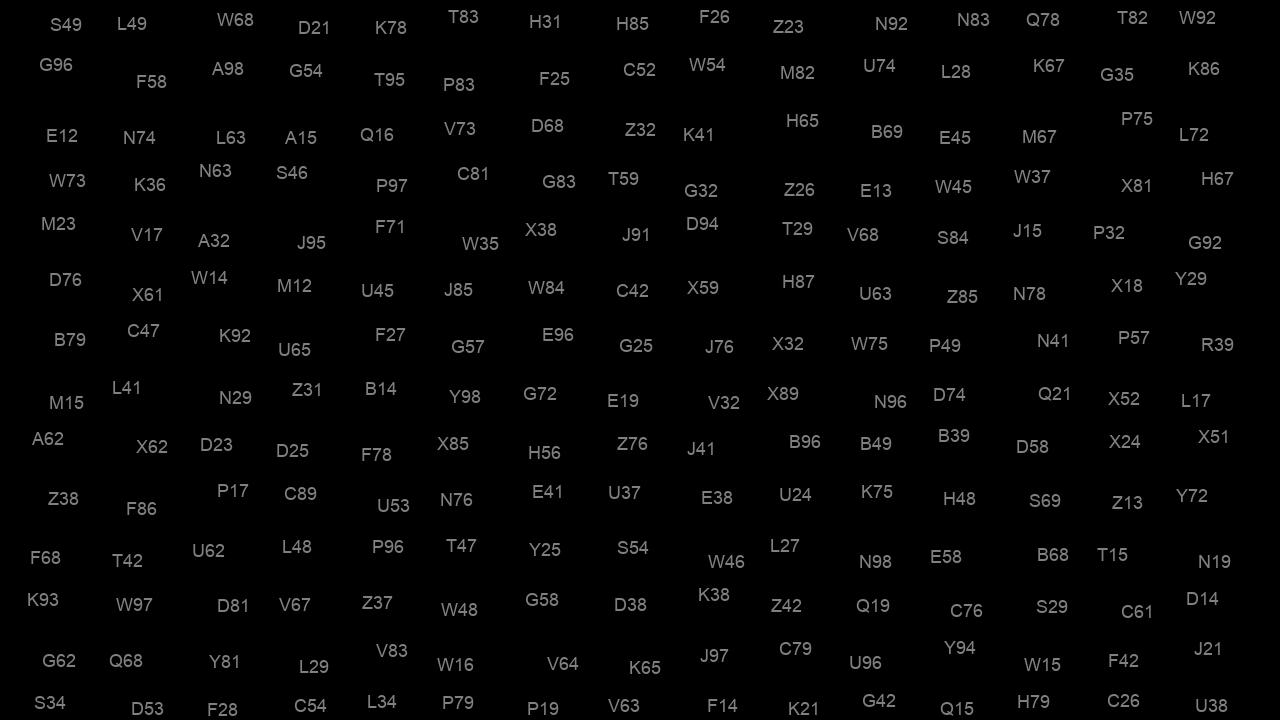 S49 L49 W68 D21 K78 T83 H31 H85 F26 Z23 N92 N83 Q78 T82 W92
G96 F58 A98 G54 T95 P83 F25 C52 W54 M82 U74 L28 K67 G35 K86
E12 N74 L63 A15 Q16 V73 D68 Z32 K41 H65 B69 E45 M67 P75 L72
W73 K36 N63 S46 P97 C81 G83 T59 G32 Z26 E13 W45 W37 X81 H67
M23 V17 A32 J95 F71 W35 X38 J91 D94 T29 V68 S84 J15 P32 G92
D76 X61 W14 M12 U45 J85 W84 C42 X59 H87 U63 Z85 N78 X18 Y29
B79 C47 K92 U65 F27 G57 E96 G25 J76 X32 W75 P49 N41 P57 R39
M15 L41 N29 Z31 B14 Y98 G72 E19 V32 X89 N96 D74 Q21 X52 L17
A62 X62 D23 D25 F78 X85 H56 Z76 J41 B96 B49 B39 D58 X24 X51
Z38 F86 P17 C89 U53 N76 E41 U37 E38 U24 K75 H48 S69 Z13 Y72
F68 T42 U62 L48 P96 T47 Y25 S54 W46 L27 N98 E58 B68 T15 N19
K93 W97 D81 V67 Z37 W48 G58 D38 K38 Z42 Q19 C76 S29 C61 D14
G62 Q68 Y81 L29 V83 W16 V64 K65 J97 C79 U96 Y94 W15 F42 J21
S34 D53 F28 C54 L34 P79 P19 V63 F14 K21 G42 Q15 H79 C26 U38